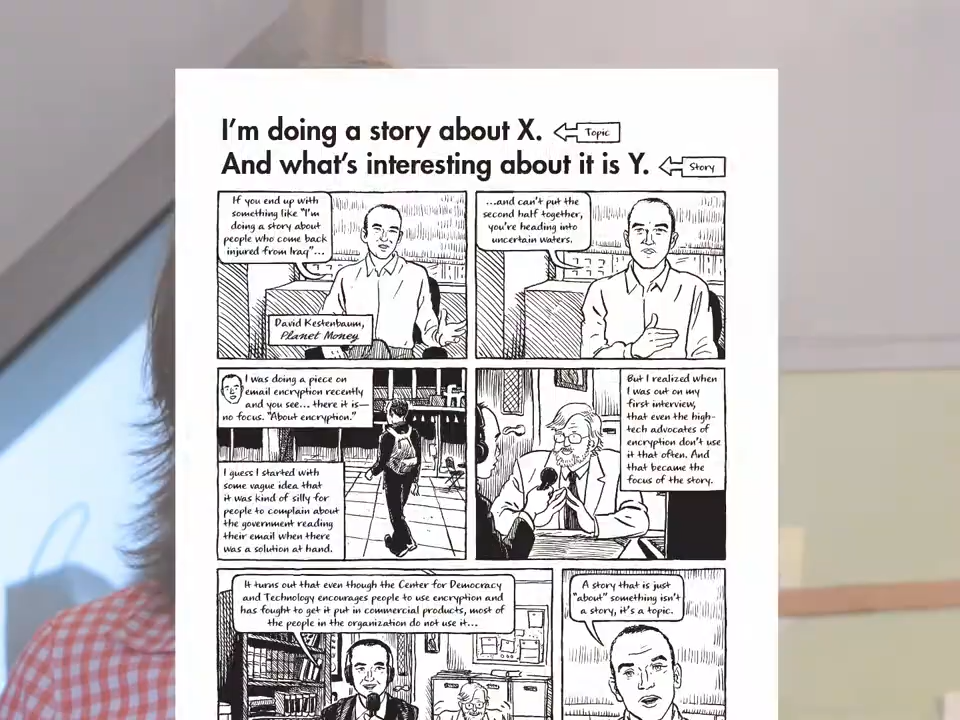 I'm doing a story about X.
Topic
And what's interesting about it is Y.
Story
If you end up with
something like "I'm
doing a story about
people who come back
injured from Iraq"...
David Kestenbaum,
Planet Money
...and can't put the
second half together,
you're heading into
uncertain waters.
I was doing a piece on
email encryption recently
and you see... there it is—
no focus. "About encryption."
I guess I started with
some vague idea that
it was kind of silly for
people to complain about
the government reading
their email when there
was a solution at hand.
But I realized when
I was out on my
first interview,
that even the high-
tech advocates of
encryption don't use
it that often. And
that became the
focus of the story.
It turns out that even though the Center for Democracy
and Technology encourages people to use encryption and
has fought to get it put in commercial products, most of
the people in the organization do not use it...
A story that is just
"about" something isn't
a story, it's a topic.